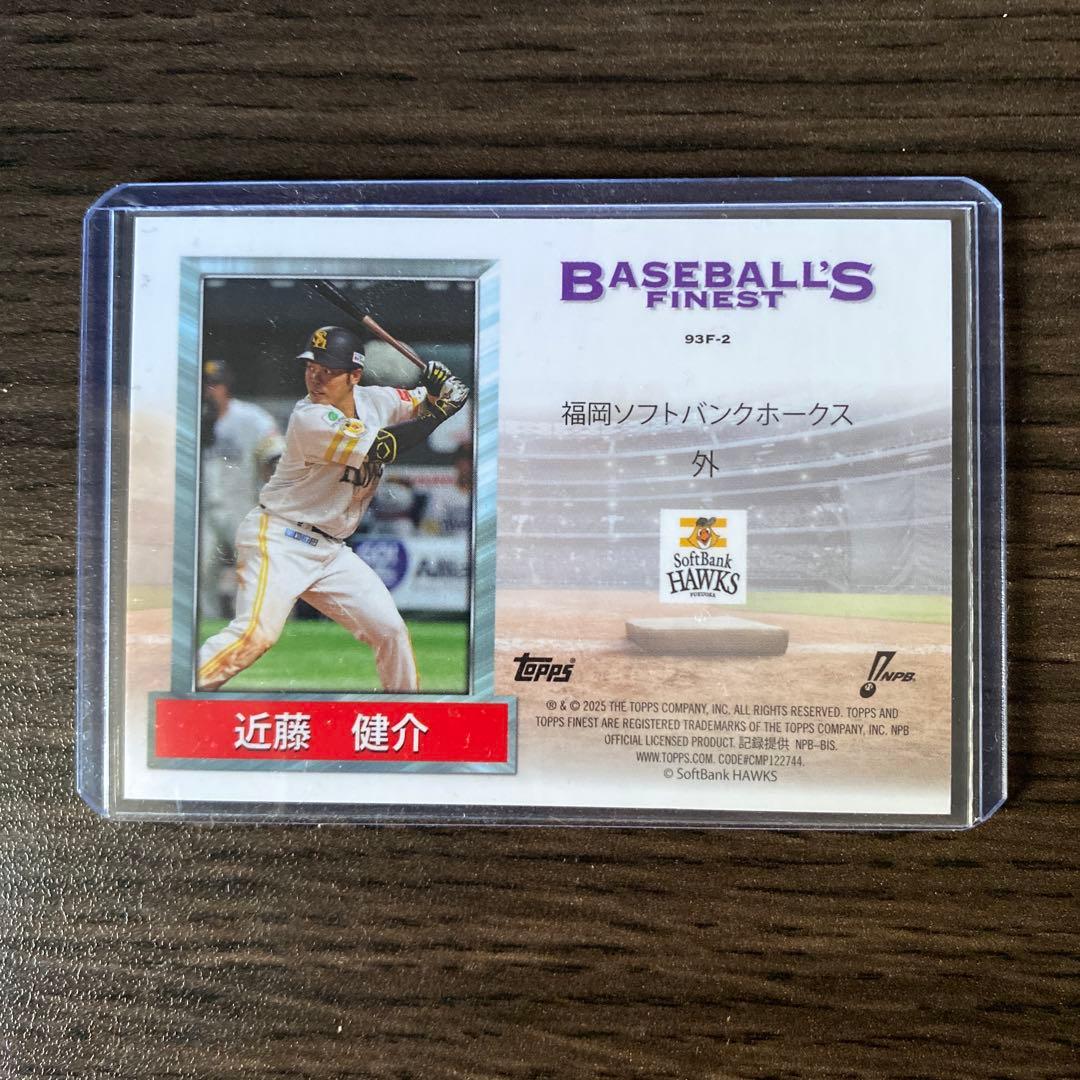 BASEBALL'S
FINEST
93F-2
福岡ソフトバンクホークス
外
SoftBank
HAWKS
FUKUOKA
topps®
NPB®
® & © 2025 THE TOPPS COMPANY, INC. ALL RIGHTS RESERVED. TOPPS AND
TOPPS FINEST ARE REGISTERED TRADEMARKS OF THE TOPPS COMPANY, INC. NPB
OFFICIAL LICENSED PRODUCT. 記録提供 NPB-BIS.
WWW.TOPPS.COM. CODE#CMP122744.
© SoftBank HAWKS
近藤 健介
SH